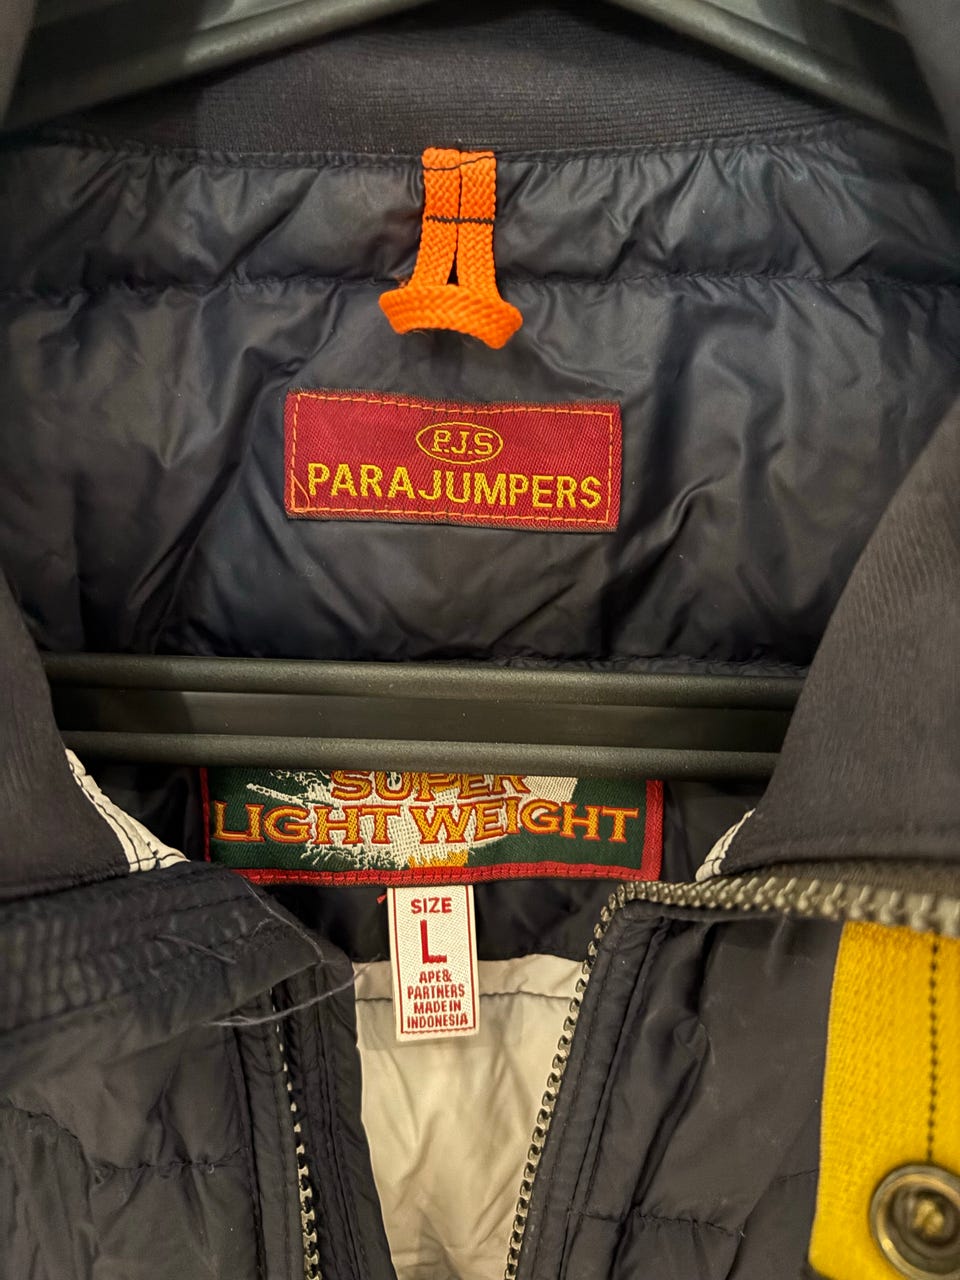 P.J.S
PARAJUMPERS
SUPER
LIGHT WEIGHT
SIZE
L
APE&
PARTNERS
MADE IN
INDONESIA